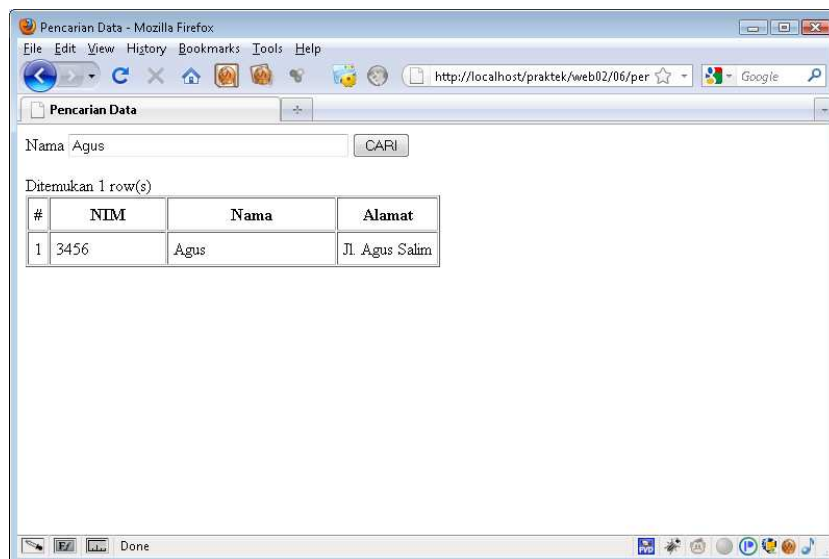 Pencarian Data - Mozilla Firefox
File Edit View History Bookmarks Tools Help
http://localhost/praktek/web02/06/per
Google
Pencarian Data
Nama Agus CARI
Ditemukan 1 row(s)
# NIM Nama Alamat
1 3456 Agus Jl. Agus Salim
Done